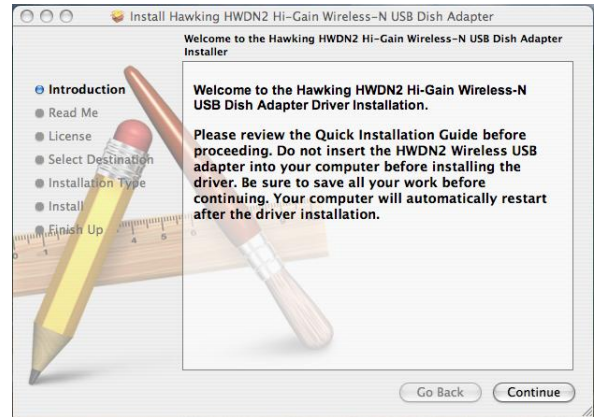 Install Hawking HWDN2 Hi-Gain Wireless-N USB Dish Adapter
Welcome to the Hawking HWDN2 Hi-Gain Wireless-N USB Dish Adapter
Installer
Introduction
Read Me
License
Select Destination
Installation Type
Install
Finish Up
Welcome to the Hawking HWDN2 Hi-Gain Wireless-N
USB Dish Adapter Driver Installation.
Please review the Quick Installation Guide before
proceeding. Do not insert the HWDN2 Wireless USB
adapter into your computer before installing the
driver. Be sure to save all your work before
continuing. Your computer will automatically restart
after the driver installation.
4 5
0 1
Go Back Continue